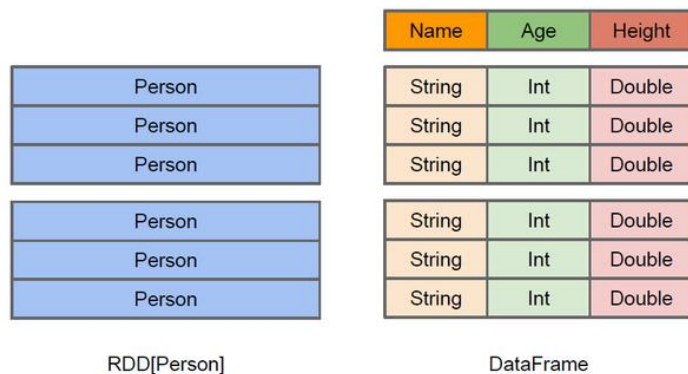 Name Age Height
Person String Int Double
Person String Int Double
Person String Int Double
Person String Int Double
Person String Int Double
Person String Int Double
RDD[Person] DataFrame